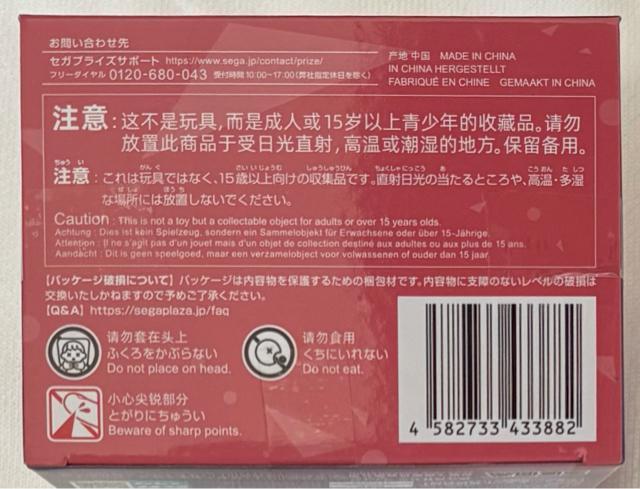 お問い合わせ先
セガプライズサポート https://www.sega.jp/contact/prize/
フリーダイヤル 0120-680-043 受付時間10:00~17:00(弊社指定休日を除く)
产地 中国 MADE IN CHINA
IN CHINA HERGESTELLT
FABRIQUÉ EN CHINE GEMAAKT IN CHINA
注意:这不是玩具,而是成人或15岁以上青少年的收藏品。请勿
放置此商品于受日光直射,高温或潮湿的地方。保留备用。
注意:これは玩具ではなく、15歳以上向けの収集品です。直射日光の当たるところや、高温・多湿
な場所には放置しないでください。
Caution : This is not a toy but a collectable object for adults or over 15 years olds.
Achtung : Dies ist kein Spielzeug, sondern ein Sammelobjekt für Erwachsene oder über 15-Jährige.
Attention : Il ne s'agit pas d'un jouet mais d'un objet de collection destiné aux adultes ou aux plus de 15 ans.
Aandacht : Dit is geen speelgoed, maar een verzamelobject voor volwassenen of ouder dan 15 jaar
【パッケージ破損について】パッケージは内容物を保護するための梱包材です。内容物に支障のないレベルの破損は
交換いたしかねますので予めご了承ください。
【Q&A】https://segaplaza.jp/faq
请勿套在头上
ふくろをかぶらない
Do not place on head.
请勿食用
くちにいれない
Do not eat.
小心尖锐部分
とがりにちゅうい
Beware of sharp points.
4 582733 433882